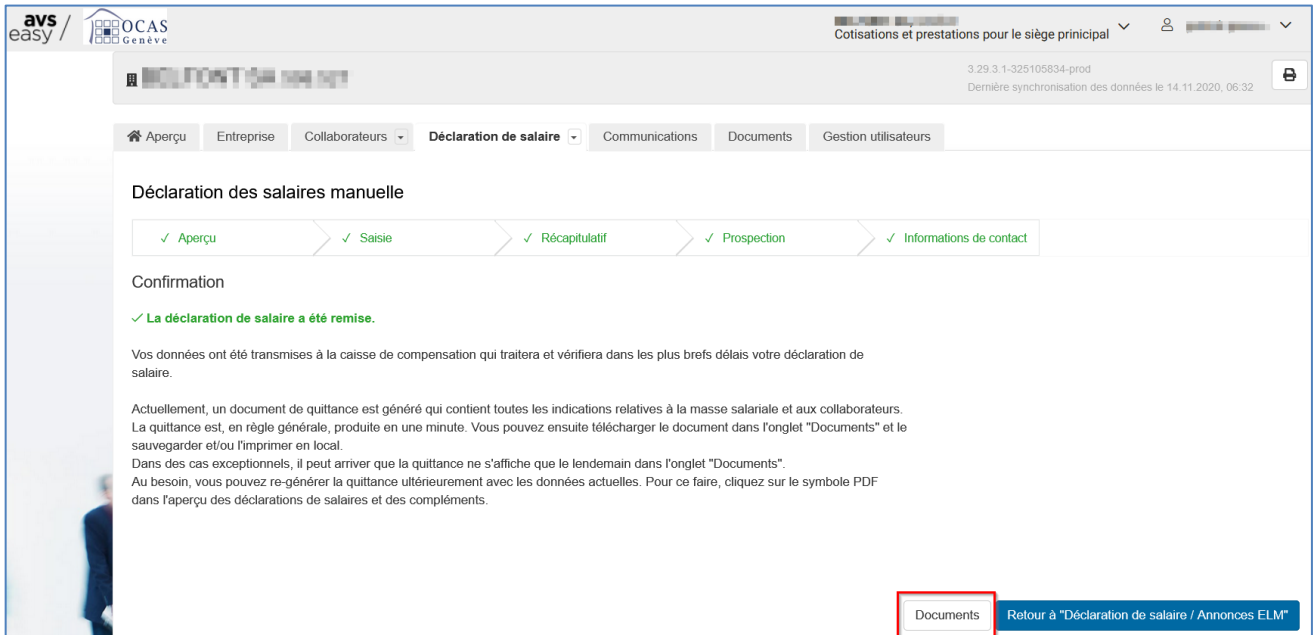 avs
easy /
OCAS
Genève
Cotisations et prestations pour le siège prinicipal
3.29.3.1-325105834-prod
Dernière synchronisation des données le 14.11.2020, 06:32
Aperçu Entreprise Collaborateurs Déclaration de salaire Communications Documents Gestion utilisateurs
Déclaration des salaires manuelle
✓ Aperçu ✓ Saisie ✓ Récapitulatif ✓ Prospection ✓ Informations de contact
Confirmation
✓ La déclaration de salaire a été remise.
Vos données ont été transmises à la caisse de compensation qui traitera et vérifiera dans les plus brefs délais votre déclaration de
salaire.
Actuellement, un document de quittance est généré qui contient toutes les indications relatives à la masse salariale et aux collaborateurs.
La quittance est, en règle générale, produite en une minute. Vous pouvez ensuite télécharger le document dans l'onglet "Documents" et le
sauvegarder et/ou l'imprimer en local.
Dans des cas exceptionnels, il peut arriver que la quittance ne s'affiche que le lendemain dans l'onglet "Documents".
Au besoin, vous pouvez re-générer la quittance ultérieurement avec les données actuelles. Pour ce faire, cliquez sur le symbole PDF
dans l'aperçu des déclarations de salaires et des compléments.
Documents Retour à "Déclaration de salaire / Annonces ELM"